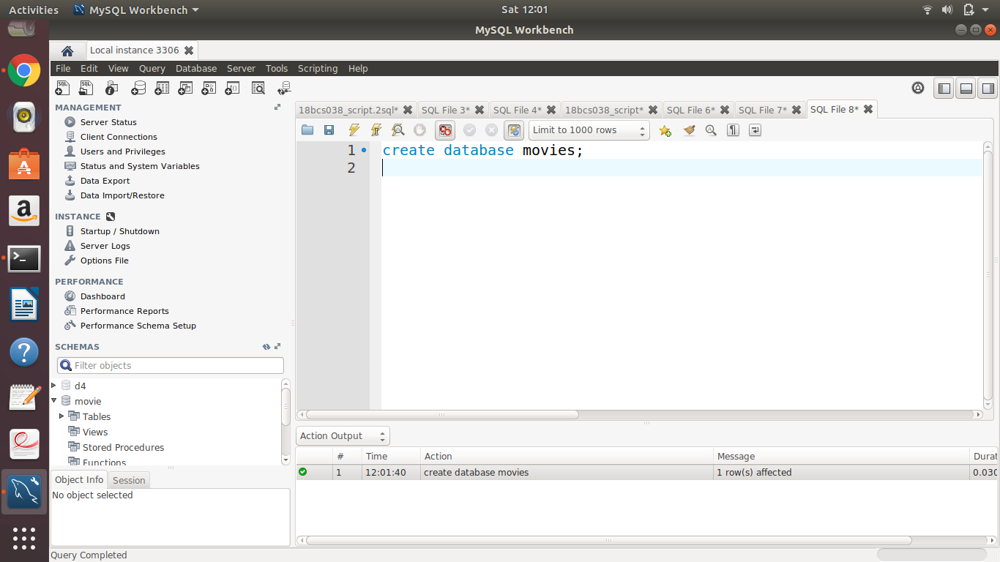 Activities MySQL Workbench Sat 12:01
MySQL Workbench
Local instance 3306
File Edit View Query Database Server Tools Scripting Help
MANAGEMENT
Server Status
Client Connections
Users and Privileges
Status and System Variables
Data Export
Data Import/Restore
INSTANCE
Startup / Shutdown
Server Logs
Options File
PERFORMANCE
Dashboard
Performance Reports
Performance Schema Setup
SCHEMAS
Filter objects
d4
movie
Tables
Views
Stored Procedures
Functions
Object Info Session
No object selected
18bcs038_script.2sql* SQL File 3* SQL File 4* 18bcs038_script* SQL File 6* SQL File 7* SQL File 8*
Limit to 1000 rows
1 create database movies;
2
Action Output
# Time Action Message Durat
1 12:01:40 create database movies 1 row(s) affected 0.030
Query Completed